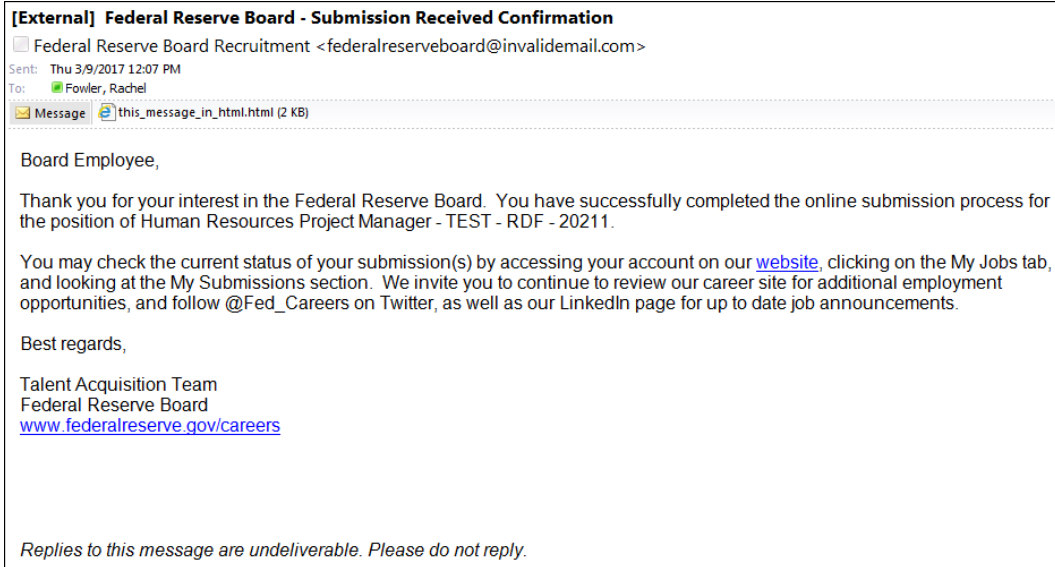 [External] Federal Reserve Board - Submission Received Confirmation
Federal Reserve Board Recruitment <federalreserveboard@invalidemail.com>
Sent: Thu 3/9/2017 12:07 PM
To: Fowler, Rachel
Message this_message_in_html.html (2 KB)
Board Employee,
Thank you for your interest in the Federal Reserve Board. You have successfully completed the online submission process for
the position of Human Resources Project Manager - TEST - RDF - 20211.
You may check the current status of your submission(s) by accessing your account on our website, clicking on the My Jobs tab,
and looking at the My Submissions section. We invite you to continue to review our career site for additional employment
opportunities, and follow @Fed_Careers on Twitter, as well as our LinkedIn page for up to date job announcements.
Best regards,
Talent Acquisition Team
Federal Reserve Board
www.federalreserve.gov/careers
Replies to this message are undeliverable. Please do not reply.